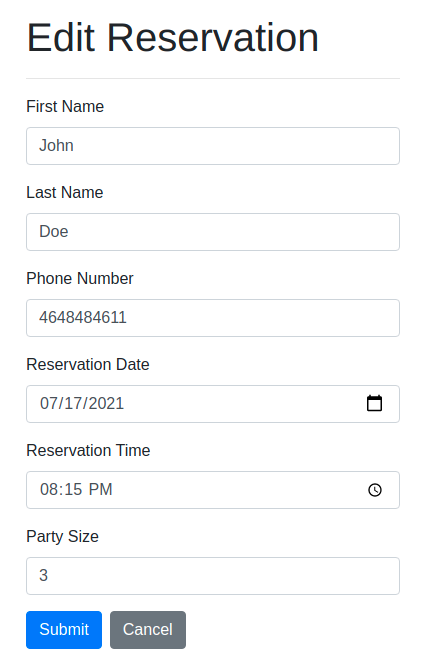 Edit Reservation
First Name
John
Last Name
Doe
Phone Number
4648484611
Reservation Date
07/17/2021
Reservation Time
08:15 PM
Party Size
3
Submit Cancel